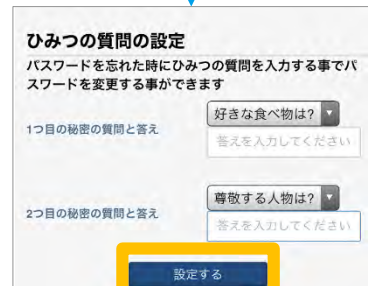 ひみつの質問の設定
パスワードを忘れた時にひみつの質問を入力する事でパ
スワードを変更する事ができます
好きな食べ物は?
1つ目の秘密の質問と答え
答えを入力してください
尊敬する人物は?
2つ目の秘密の質問と答え
答えを入力してください
設定する